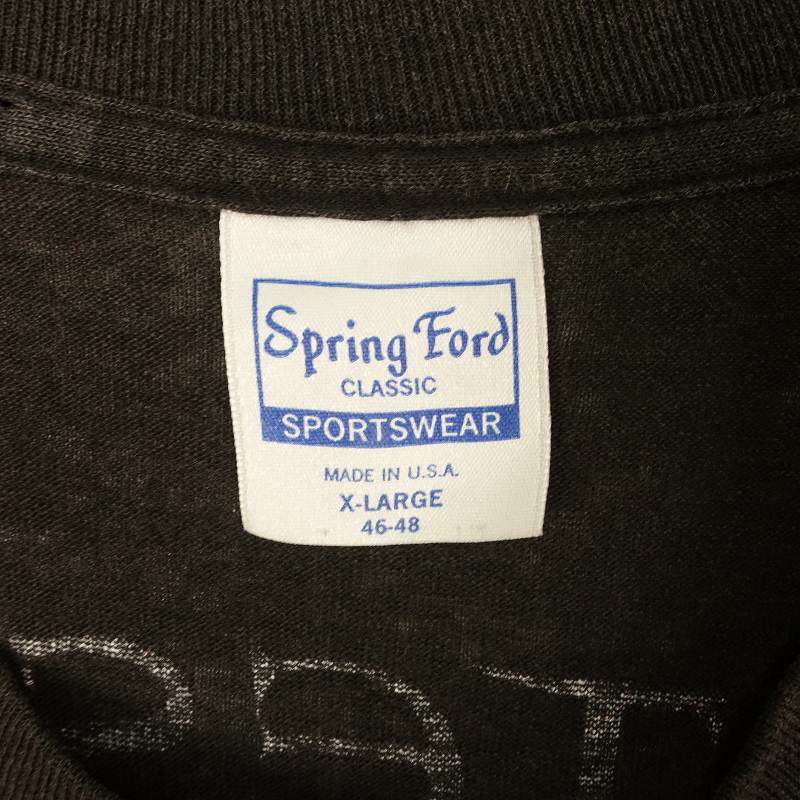 Spring Ford
CLASSIC
SPORTSWEAR
MADE IN U.S.A.
X-LARGE
46-48